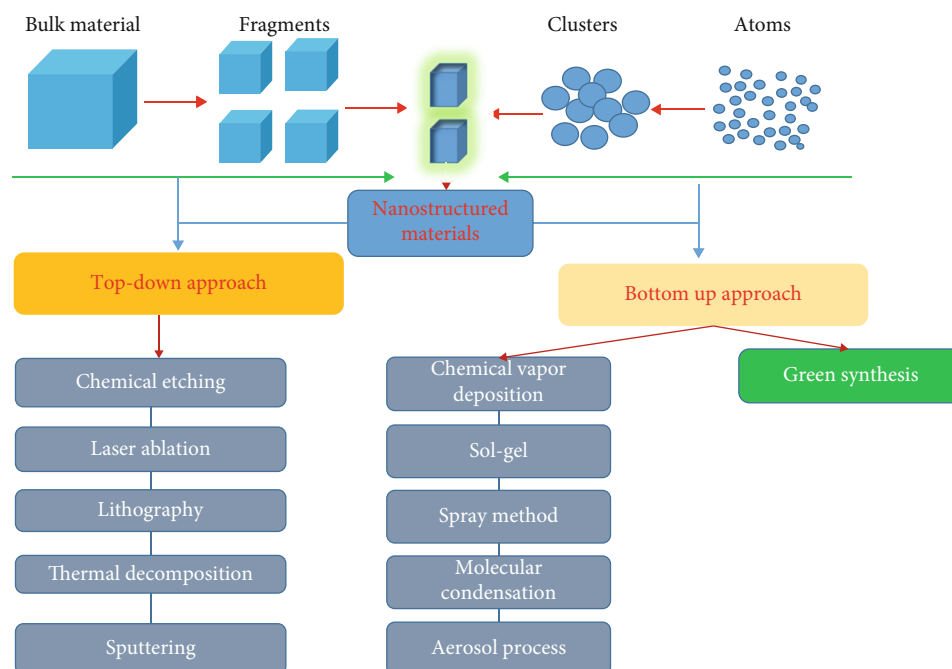 Bulk material
Fragments
Clusters
Atoms
Nanostructured
materials
Top-down approach
Bottom up approach
Chemical etching
Laser ablation
Lithography
Thermal decomposition
Sputtering
Chemical vapor
deposition
Sol-gel
Spray method
Molecular
condensation
Aerosol process
Green synthesis